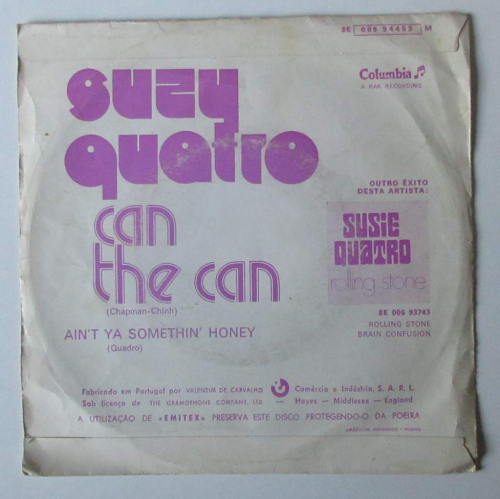 8E 006 94453 M
suzy
quatro
Columbia
A RAK RECORDING
can
the can
(Chapman-Chinh)
AIN'T YA SOMETHIN' HONEY
(Quadro)
OUTRO ÊXITO
DESTA ARTISTA:
SUSIE
QUATRO
rolling stone
8E 006 93743
ROLLING STONE
BRAIN CONFUSION
Fabricado em Portugal por VALENTIM DE CARVALHO Comércio e Indústria, S. A. R. L.
Sob licença de THE GRAMOPHONE COMPANY, LTD — Hayes - Middlesex - England
A UTILIZAÇÃO DE «EMITEX» PRESERVA ESTE DISCO PROTEGENDO-O DA POEIRA